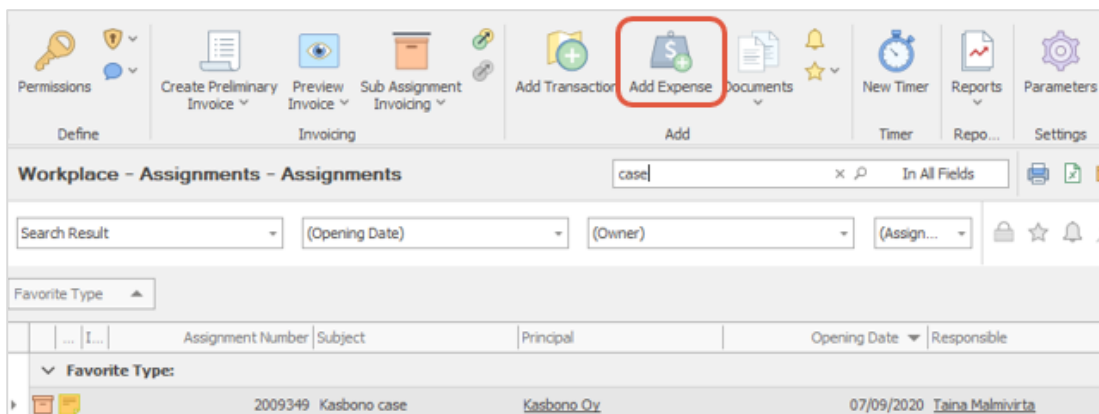 Permissions
Create Preliminary Invoice
Preview Invoice
Sub Assignment Invoicing
Add Transaction
Add Expense
Documents
New Timer
Reports
Parameters
Define
Invoicing
Add
Timer
Repo...
Settings
Workplace - Assignments - Assignments
case
In All Fields
Search Result
(Opening Date)
(Owner)
(Assign...
Favorite Type
... I... Assignment Number Subject Principal Opening Date Responsible
Favorite Type:
2009349 Kasbono case Kasbono Oy 07/09/2020 Taina Malmivirta